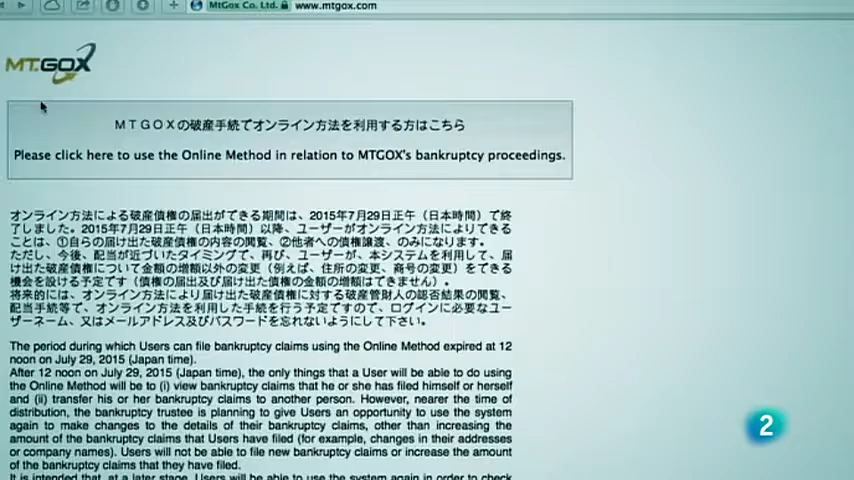 MtGox Co. Ltd. www.mtgox.com
MT.GOX
ＭＴＧＯＸの破産手続でオンライン方法を利用する方はこちら
Please click here to use the Online Method in relation to MTGOX's bankruptcy proceedings.
オンライン方法による破産債権の届出ができる期間は、2015年7月29日正午（日本時間）で終
了しました。2015年7月29日正午（日本時間）以降、ユーザーがオンライン方法によりできる
ことは、①自らの届け出た破産債権の内容の閲覧、②他者への債権譲渡、のみになります。
ただし、今後、配当が近づいたタイミングで、再び、ユーザーが、本システムを利用して、届
け出た破産債権について金額の増額以外の変更（例えば、住所の変更、商号の変更）をできる
機会を設ける予定です（債権の届出及び届け出た債権の金額の増額はできません）。
将来的には、オンライン方法により届け出た破産債権に対する破産管財人の認否結果の閲覧、
配当手続等で、オンライン方法を利用した手続を行う予定ですので、ログインに必要なユー
ザーネーム、又はメールアドレス及びパスワードを忘れないようにして下さい。
The period during which Users can file bankruptcy claims using the Online Method expired at 12
noon on July 29, 2015 (Japan time).
After 12 noon on July 29, 2015 (Japan time), the only things that a User will be able to do using
the Online Method will be to (i) view bankruptcy claims that he or she has filed himself or herself
and (ii) transfer his or her bankruptcy claims to another person. However, nearer the time of
distribution, the bankruptcy trustee is planning to give Users an opportunity to use the system
again to make changes to the details of their bankruptcy claims, other than increasing the
amount of the bankruptcy claims that Users have filed (for example, changes in their addresses
or company names). Users will not be able to file new bankruptcy claims or increase the amount
of the bankruptcy claims that they have filed.
It is intended that, at a later stage, Users will be able to use the system again in order to check
2